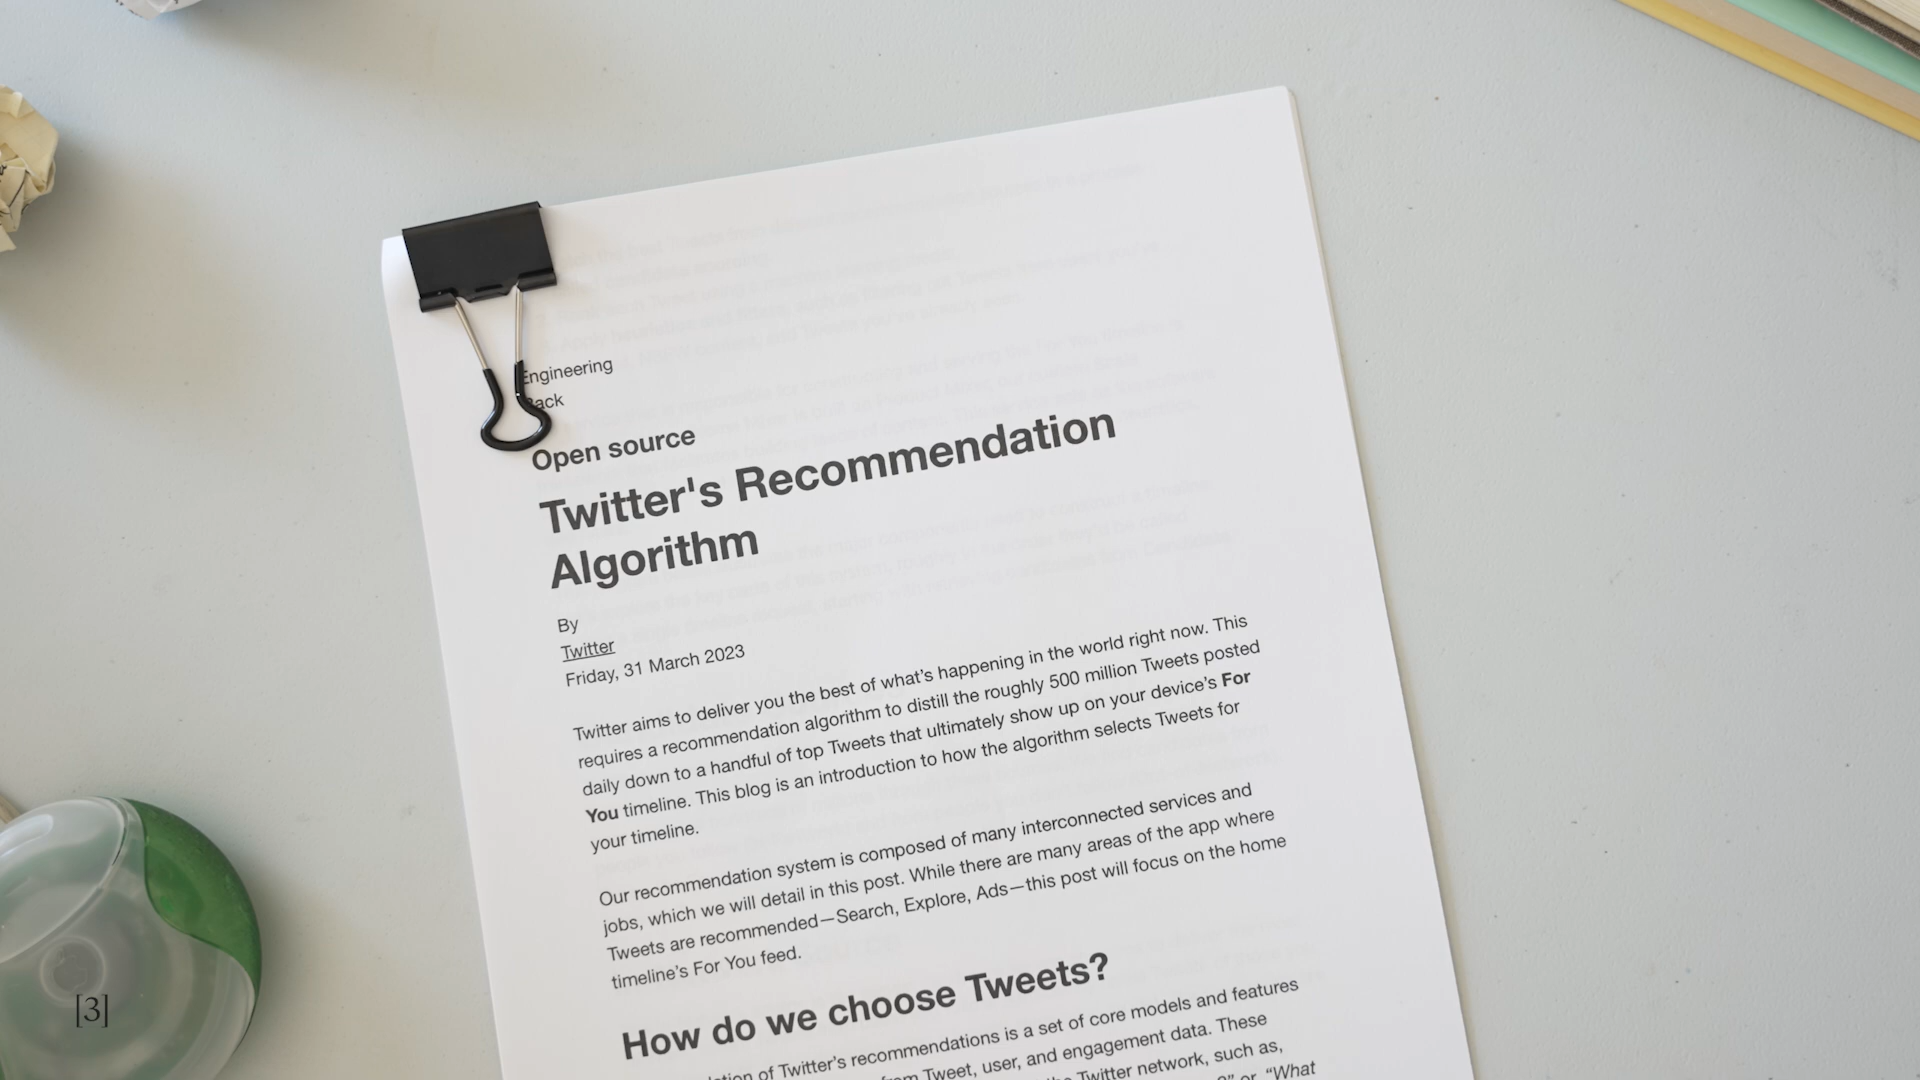 Engineering
Back
Open source
Twitter's Recommendation
Algorithm
By
Twitter
Friday, 31 March 2023
Twitter aims to deliver you the best of what's happening in the world right now. This
requires a recommendation algorithm to distill the roughly 500 million Tweets posted
daily down to a handful of top Tweets that ultimately show up on your device's For
You timeline. This blog is an introduction to how the algorithm selects Tweets for
your timeline.
Our recommendation system is composed of many interconnected services and
jobs, which we will detail in this post. While there are many areas of the app where
Tweets are recommended—Search, Explore, Ads—this post will focus on the home
timeline's For You feed.
How do we choose Tweets?
of Twitter's recommendations is a set of core models and features
from Tweet, user, and engagement data. These
the Twitter network, such as,
or "What
[3]